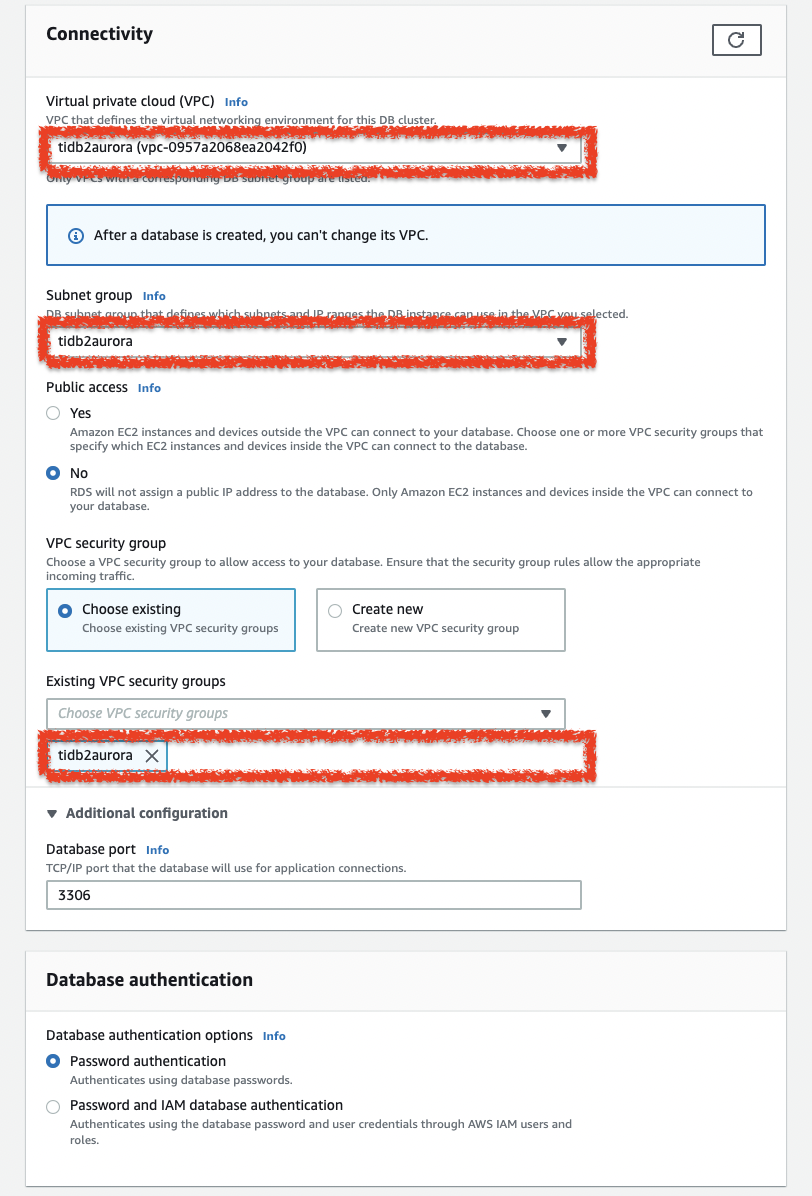 Connectivity
Virtual private cloud (VPC) Info
VPC that defines the virtual networking environment for this DB cluster.
tidb2aurora (vpc-0957a2068ea2042f0)
Only VPCs with a corresponding DB subnet group are listed.
After a database is created, you can't change its VPC.
Subnet group Info
DB subnet group that defines which subnets and IP ranges the DB instance can use in the VPC you selected.
tidb2aurora
Public access Info
Yes
Amazon EC2 instances and devices outside the VPC can connect to your database. Choose one or more VPC security groups that
specify which EC2 instances and devices inside the VPC can connect to the database.
No
RDS will not assign a public IP address to the database. Only Amazon EC2 instances and devices inside the VPC can connect to
your database.
VPC security group
Choose a VPC security group to allow access to your database. Ensure that the security group rules allow the appropriate
incoming traffic.
Choose existing
Choose existing VPC security groups
Create new
Create new VPC security group
Existing VPC security groups
Choose VPC security groups
tidb2aurora
Additional configuration
Database port Info
TCP/IP port that the database will use for application connections.
3306
Database authentication
Database authentication options Info
Password authentication
Authenticates using database passwords.
Password and IAM database authentication
Authenticates using the database password and user credentials through AWS IAM users and
roles.